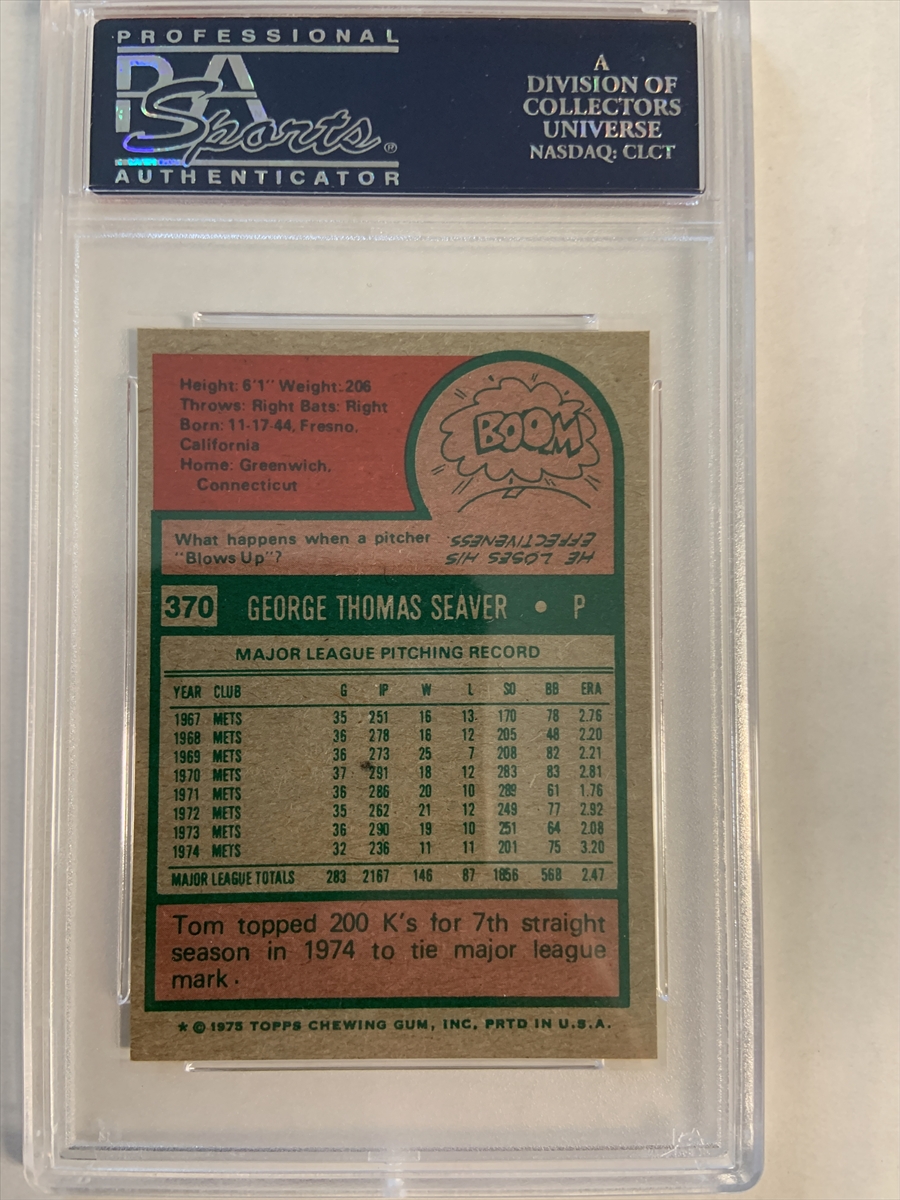 PROFESSIONAL
PSA
Sports®
AUTHENTICATOR
A
DIVISION OF
COLLECTORS
UNIVERSE
NASDAQ: CLCT
Height: 6'1" Weight: 206
Throws: Right Bats: Right
Born: 11-17-44, Fresno,
California
Home: Greenwich,
Connecticut
BOOM
What happens when a pitcher
"Blows Up"?
HE LOSES HIS
EFFECTIVENESS.
370 GEORGE THOMAS SEAVER • P
MAJOR LEAGUE PITCHING RECORD
YEAR CLUB G IP W L SO BB ERA
1967 METS 35 251 16 13 170 78 2.76
1968 METS 36 278 16 12 205 48 2.20
1969 METS 36 273 25 7 208 82 2.21
1970 METS 37 291 18 12 283 83 2.81
1971 METS 36 286 20 10 289 61 1.76
1972 METS 35 262 21 12 249 77 2.92
1973 METS 36 290 19 10 251 64 2.08
1974 METS 32 236 11 11 201 75 3.20
MAJOR LEAGUE TOTALS 283 2167 146 87 1856 568 2.47
Tom topped 200 K's for 7th straight
season in 1974 to tie major league
mark.
* © 1975 TOPPS CHEWING GUM, INC. PRTD IN U.S.A.